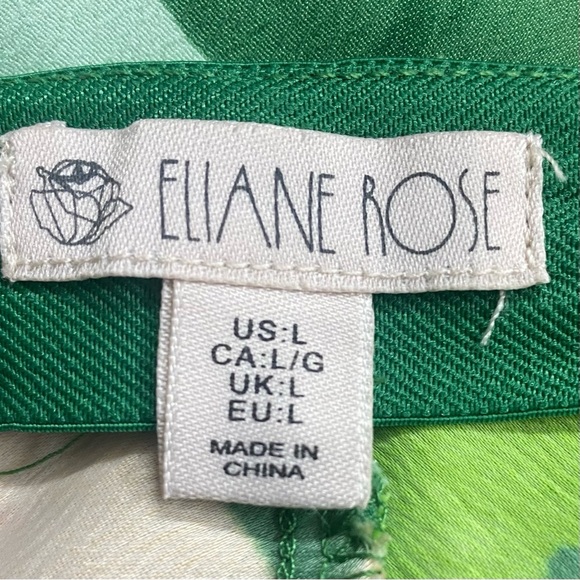 ELIANE ROSE
US:L
CA:L/G
UK:L
EU:L
MADE IN
CHINA